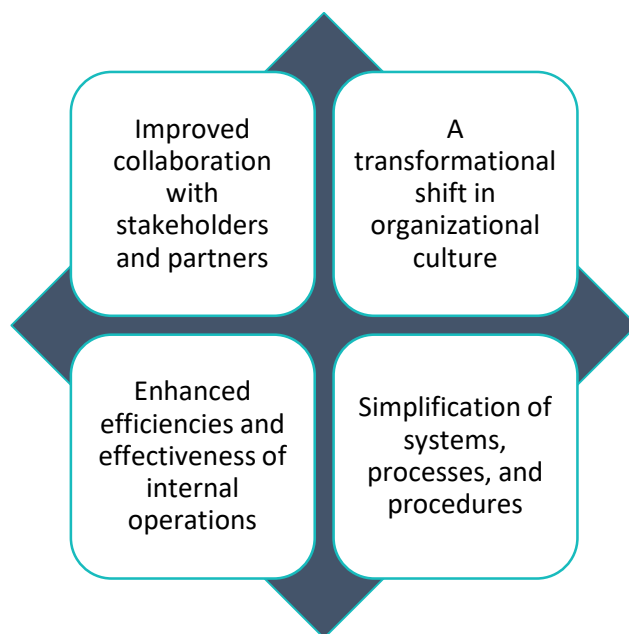 Improved
collaboration
with
stakeholders
and partners
A
transformational
shift in
organizational
culture
Enhanced
efficiencies and
effectiveness of
internal
operations
Simplification of
systems,
processes, and
procedures